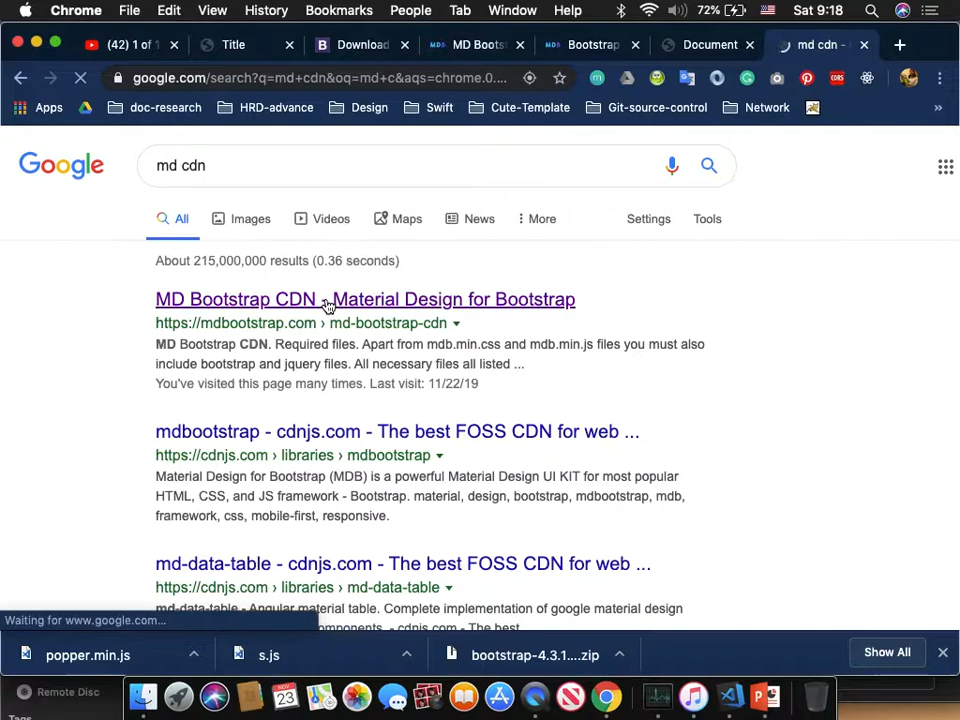 Chrome File Edit View History Bookmarks People Tab Window Help 72% Sat 9:18
(42) 1 of 1 Title Download MD Boots Bootstrap Document md cdn -
google.com/search?q=md+cdn&oq=md+c&aqs=chrome.0....
Apps doc-research HRD-advance Design Swift Cute-Template Git-source-control Network »
Google md cdn
All Images Videos Maps News More Settings Tools
About 215,000,000 results (0.36 seconds)
MD Bootstrap CDN - Material Design for Bootstrap
https://mdbootstrap.com › md-bootstrap-cdn
MD Bootstrap CDN. Required files. Apart from mdb.min.css and mdb.min.js files you must also
include bootstrap and jquery files. All necessary files all listed ...
You've visited this page many times. Last visit: 11/22/19
mdbootstrap - cdnjs.com - The best FOSS CDN for web ...
https://cdnjs.com › libraries › mdbootstrap
Material Design for Bootstrap (MDB) is a powerful Material Design UI KIT for most popular
HTML, CSS, and JS framework - Bootstrap. material, design, bootstrap, mdbootstrap, mdb,
framework, css, mobile-first, responsive.
md-data-table - cdnjs.com - The best FOSS CDN for web ...
https://cdnjs.com › libraries › md-data-table
md-data-table - Angular material table. Complete implementation of google material design
components. - cdnjs.com - The best
Waiting for www.google.com...
popper.min.js s.js bootstrap-4.3.1....zip Show All
Remote Disc
NOV
23